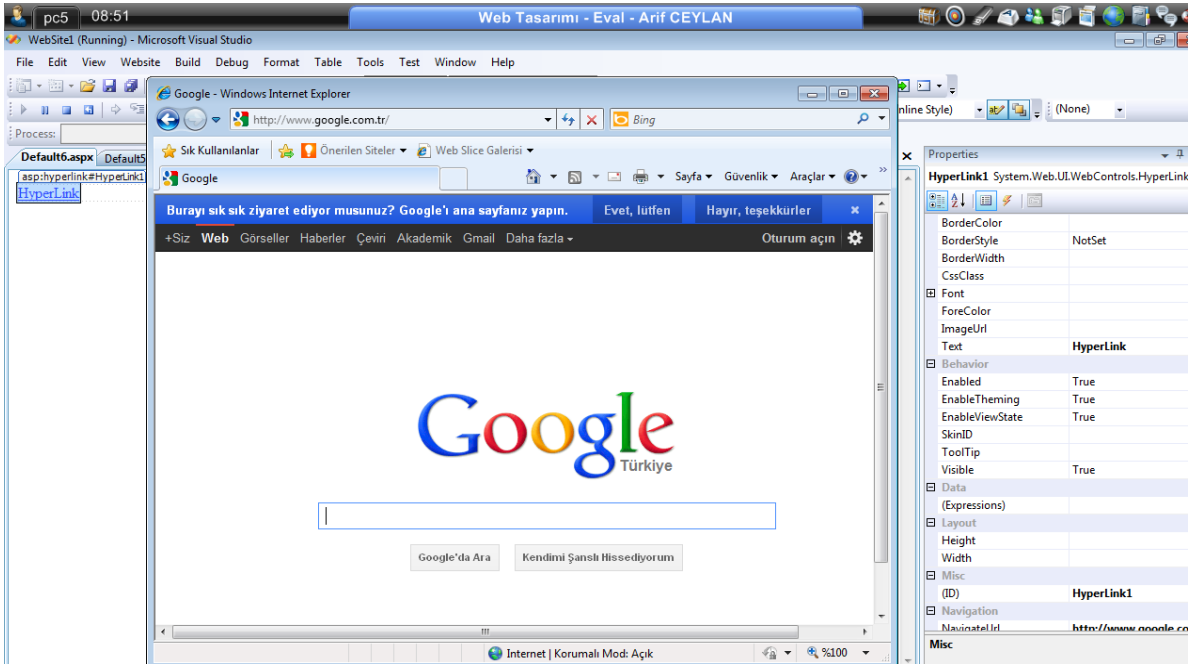 pc5 08:51 Web Tasarımı - Eval - Arif CEYLAN
WebSite1 (Running) - Microsoft Visual Studio
File Edit View Website Build Debug Format Table Tools Test Window Help
Process:
Default6.aspx Default5
asp:hyperlink#HyperLink1
HyperLink
Google - Windows Internet Explorer
http://www.google.com.tr/ Bing
Sık Kullanılanlar Önerilen Siteler Web Slice Galerisi
Google Sayfa Güvenlik Araçlar
Burayı sık sık ziyaret ediyor musunuz? Google'ı ana sayfanız yapın. Evet, lütfen Hayır, teşekkürler x
+Siz Web Görseller Haberler Çeviri Akademik Gmail Daha fazla Oturum açın
Google
Türkiye
Google'da Ara Kendimi Şanslı Hissediyorum
Internet | Korumalı Mod: Açık %100
nline Style) (None)
Properties
HyperLink1 System.Web.UI.WebControls.HyperLink
BorderColor
BorderStyle NotSet
BorderWidth
CssClass
Font
ForeColor
ImageUrl
Text HyperLink
Behavior
Enabled True
EnableTheming True
EnableViewState True
SkinID
ToolTip
Visible True
Data
(Expressions)
Layout
Height
Width
Misc
(ID) HyperLink1
Navigation
NavigateUrl http://www.google.co
Misc